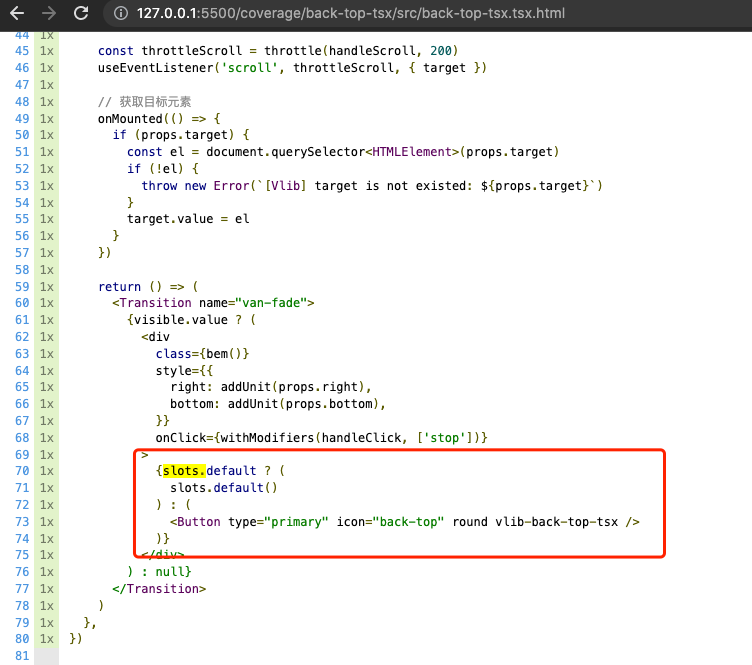 127.0.0.1:5500/coverage/back-top-tsx/src/back-top-tsx.tsx.html
44 1x
45 1x const throttleScroll = throttle(handleScroll, 200)
46 1x useEventListener('scroll', throttleScroll, { target })
47 1x
48 1x // 获取目标元素
49 1x onMounted(() => {
50 1x if (props.target) {
51 1x const el = document.querySelector<HTMLElement>(props.target)
52 1x if (!el) {
53 1x throw new Error(`[Vlib] target is not existed: ${props.target}`)
54 1x }
55 1x target.value = el
56 1x }
57 1x })
58 1x
59 1x return () => (
60 1x <Transition name="van-fade">
61 1x {visible.value ? (
62 1x <div
63 1x class={bem()}
64 1x style={{
65 1x right: addUnit(props.right),
66 1x bottom: addUnit(props.bottom),
67 1x }}
68 1x onClick={withModifiers(handleClick, ['stop'])}
69 1x >
70 1x {slots.default ? (
71 1x slots.default()
72 1x ) : (
73 1x <Button type="primary" icon="back-top" round vlib-back-top-tsx />
74 1x )}
75 1x </div>
76 1x ) : null}
77 1x </Transition>
78 1x )
79 1x },
80 1x })
81